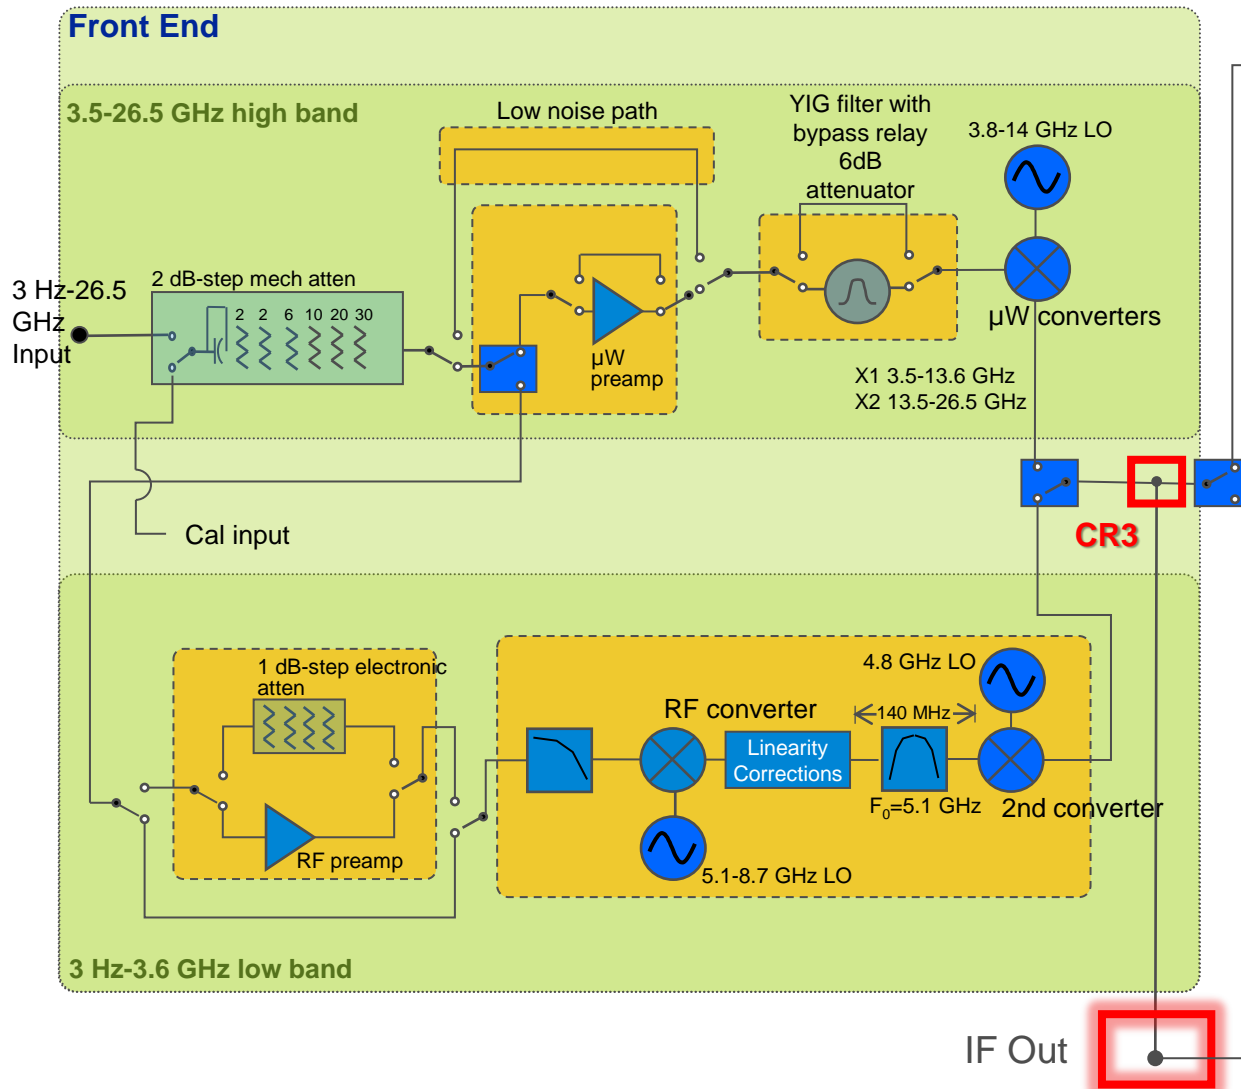 Front End
3.5-26.5 GHz high band
Low noise path
YIG filter with
bypass relay
6dB
attenuator
3.8-14 GHz LO
3 Hz-26.5
GHz
Input
2 dB-step mech atten
2 2 6 10 20 30
µW
preamp
µW converters
X1 3.5-13.6 GHz
X2 13.5-26.5 GHz
Cal input
CR3
1 dB-step electronic
atten
RF preamp
RF converter
4.8 GHz LO
140 MHz
Linearity
Corrections
F0=5.1 GHz
2nd converter
5.1-8.7 GHz LO
3 Hz-3.6 GHz low band
IF Out